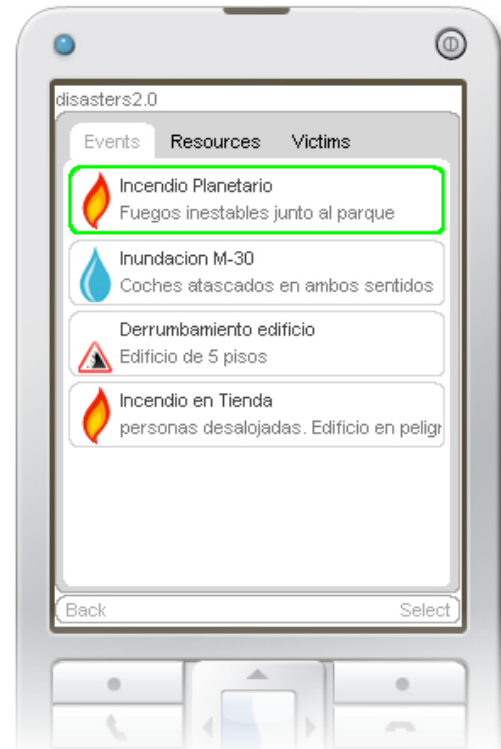 disasters2.0
Events Resources Victims
Incendio Planetario
Fuegos inestables junto al parque
Inundacion M-30
Coches atascados en ambos sentidos
Derrumbamiento edificio
Edificio de 5 pisos
Incendio en Tienda
personas desalojadas. Edificio en peligr
Back Select